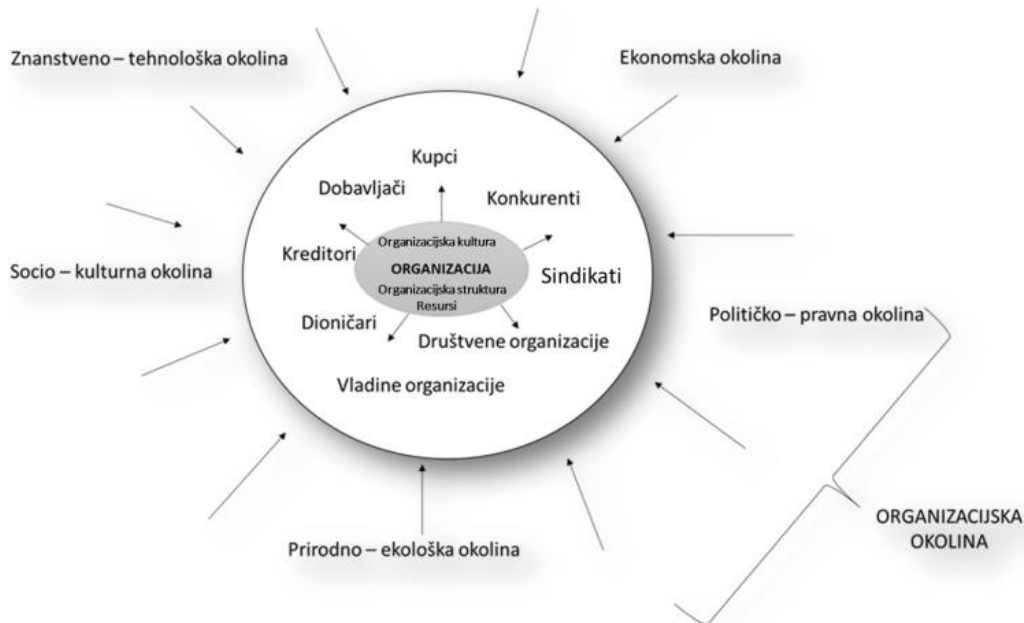 Znanstveno – tehnološka okolina
Ekonomska okolina
Kupci
Dobavljači
Konkurenti
Kreditori
Organizacijska kultura
ORGANIZACIJA
Organizacijska struktura
Resursi
Sindikati
Socio – kulturna okolina
Dioničari
Društvene organizacije
Političko – pravna okolina
Vladine organizacije
Prirodno – ekološka okolina
ORGANIZACIJSKA
OKOLINA